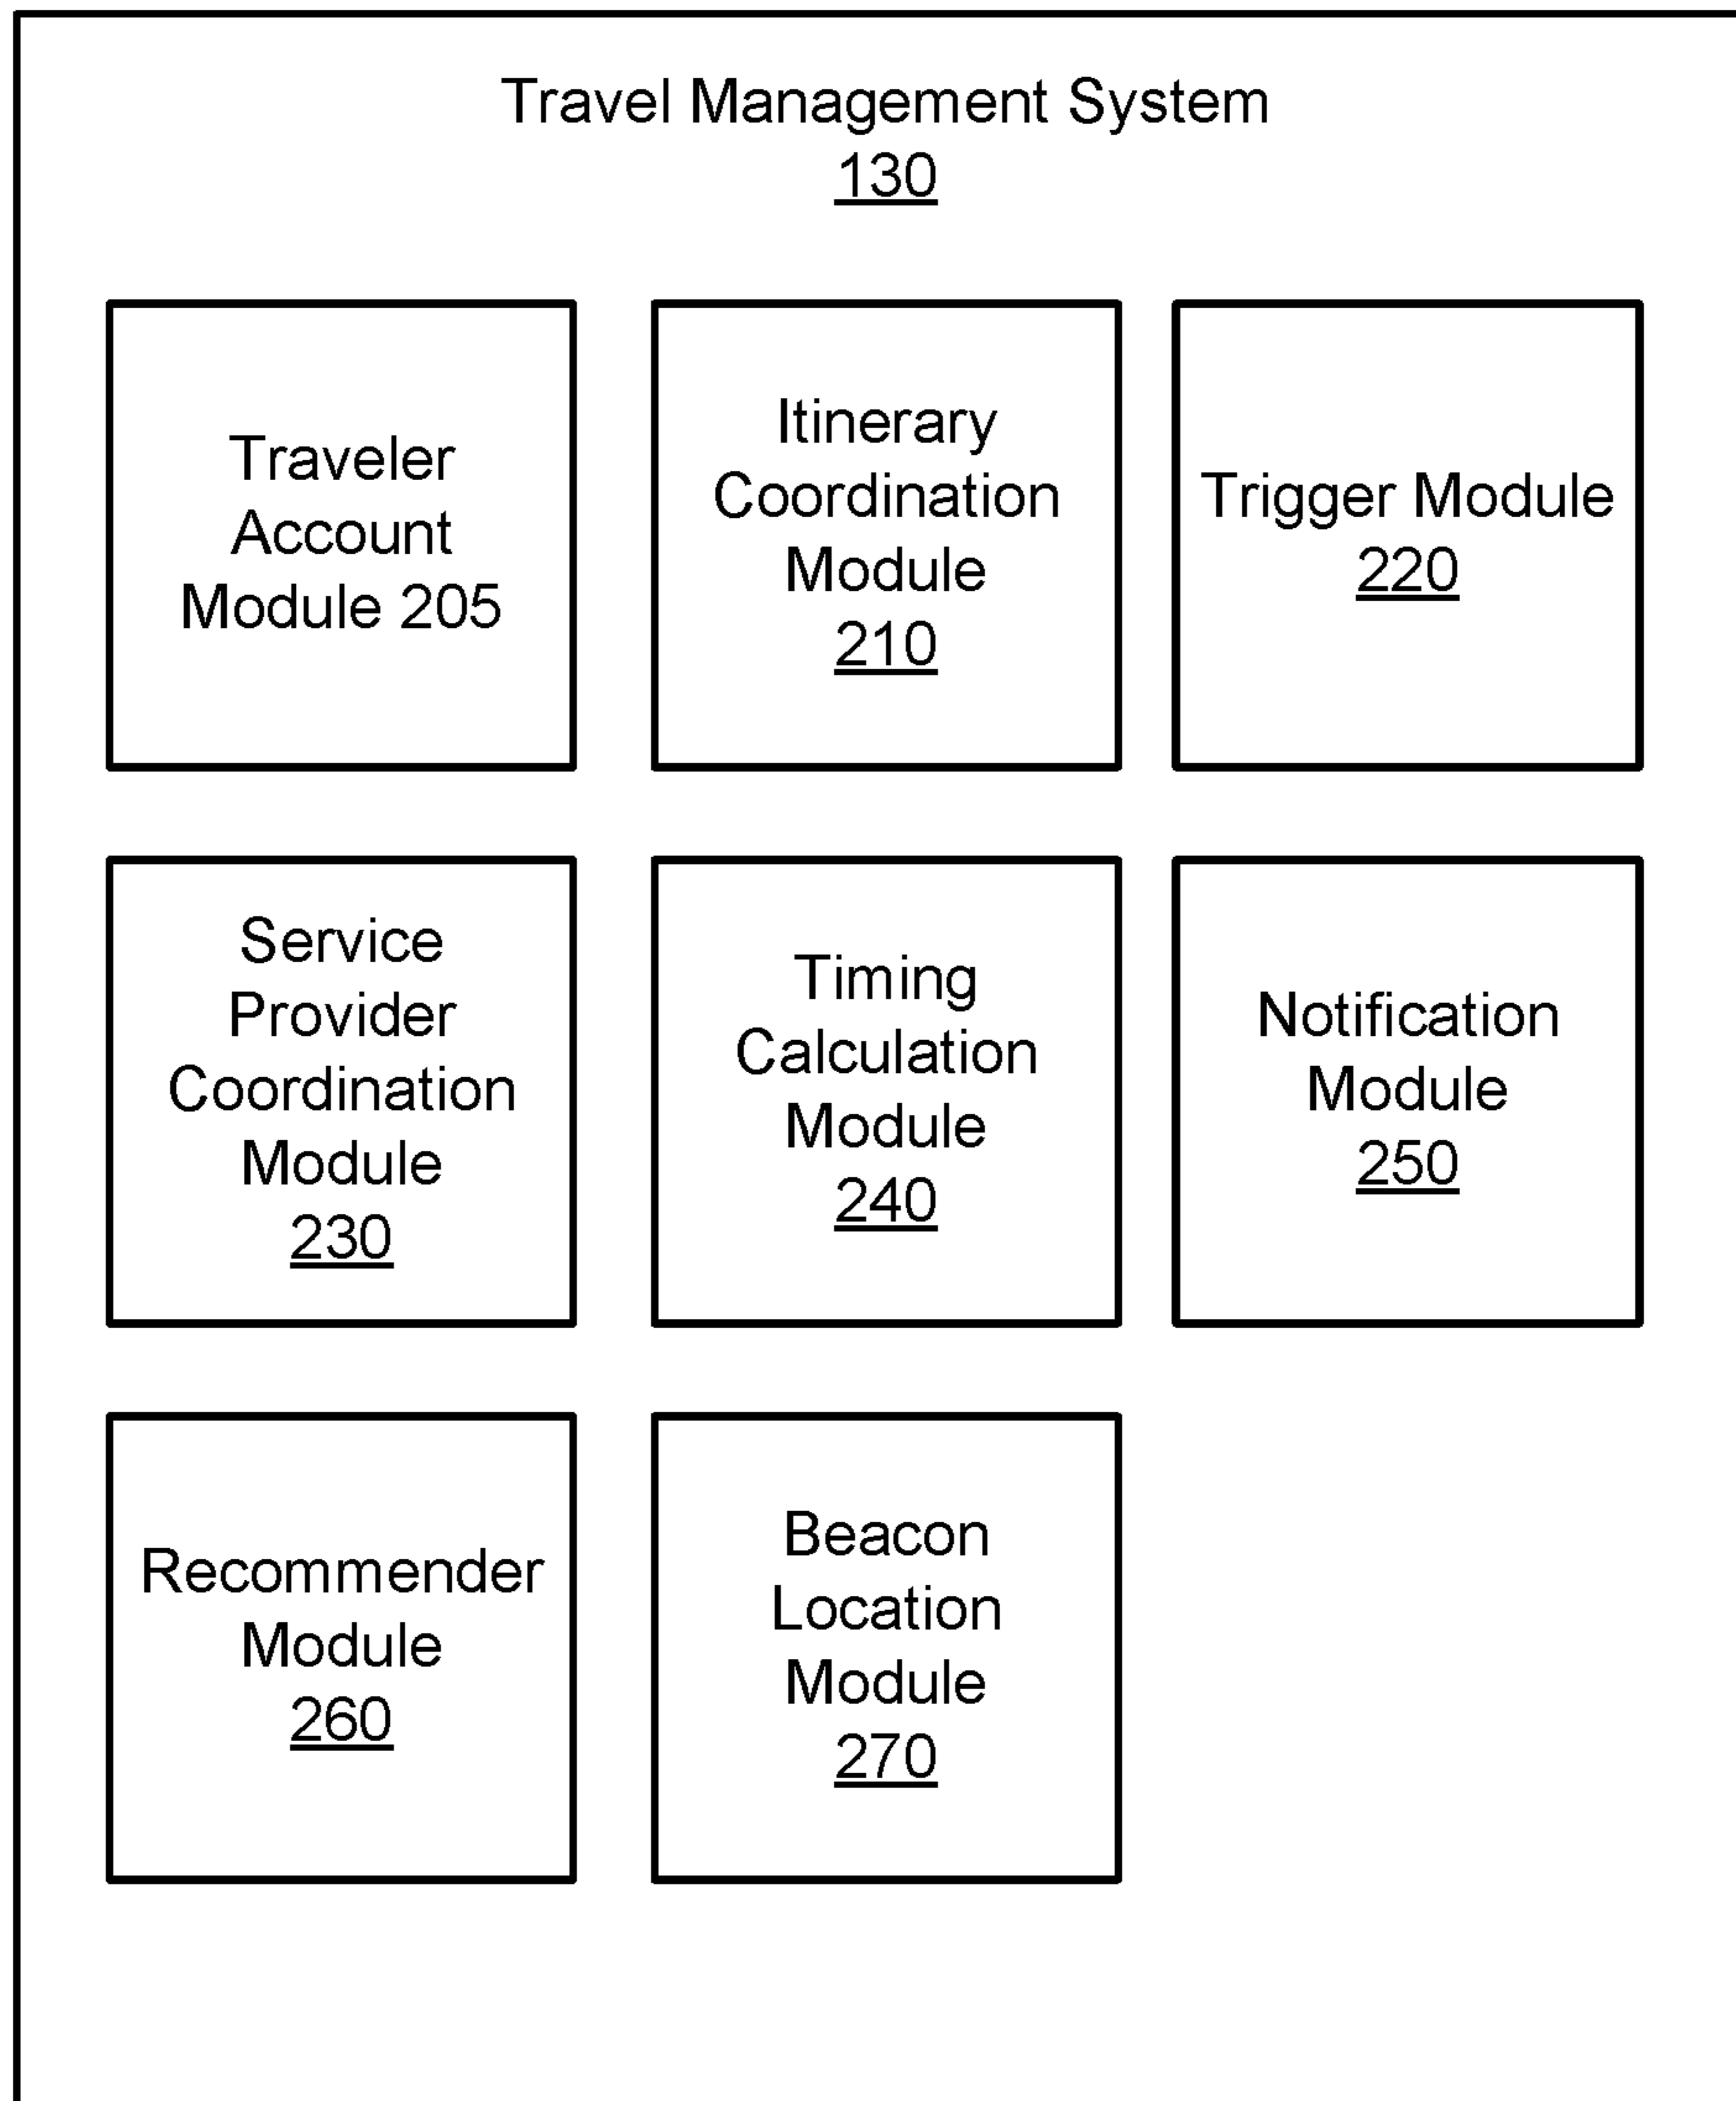 Travel Management System
130
Traveler
Account
Module 205
Itinerary
Coordination
Module
210
Trigger Module
220
Service
Provider
Coordination
Module
230
Timing
Calculation
Module
240
Notification
Module
250
Recommender
Module
260
Beacon
Location
Module
270